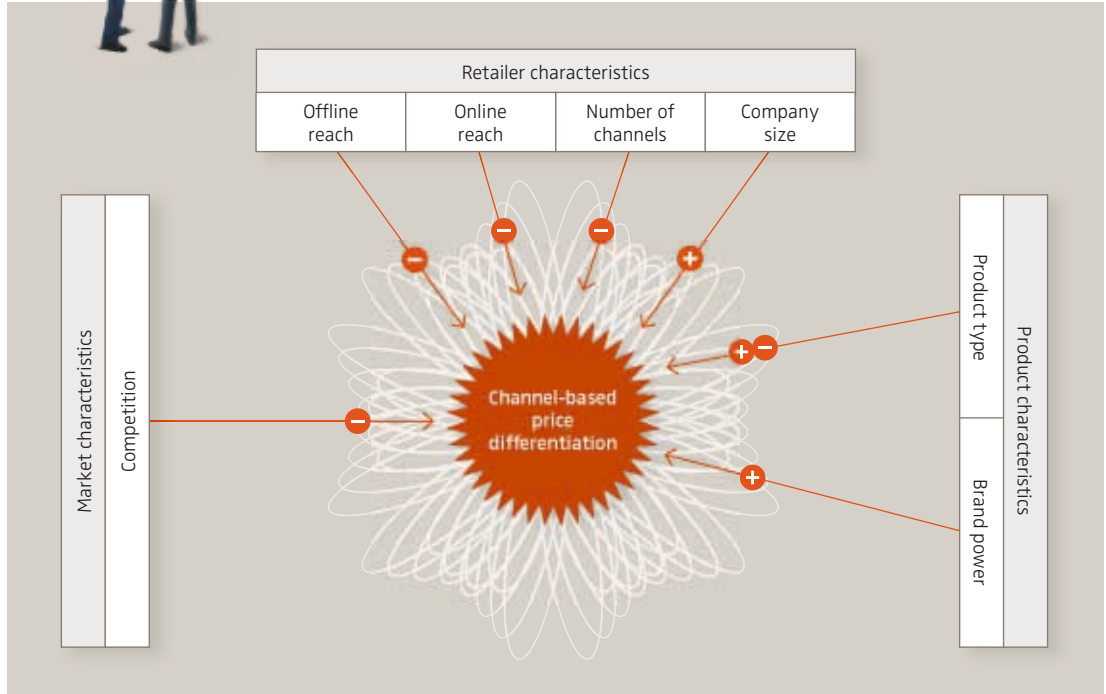 Retailer characteristics
Offline
reach
Online
reach
Number of
channels
Company
size
Market characteristics
Competition
Channel-based
price
differentiation
Product type
Brand power
Product characteristics